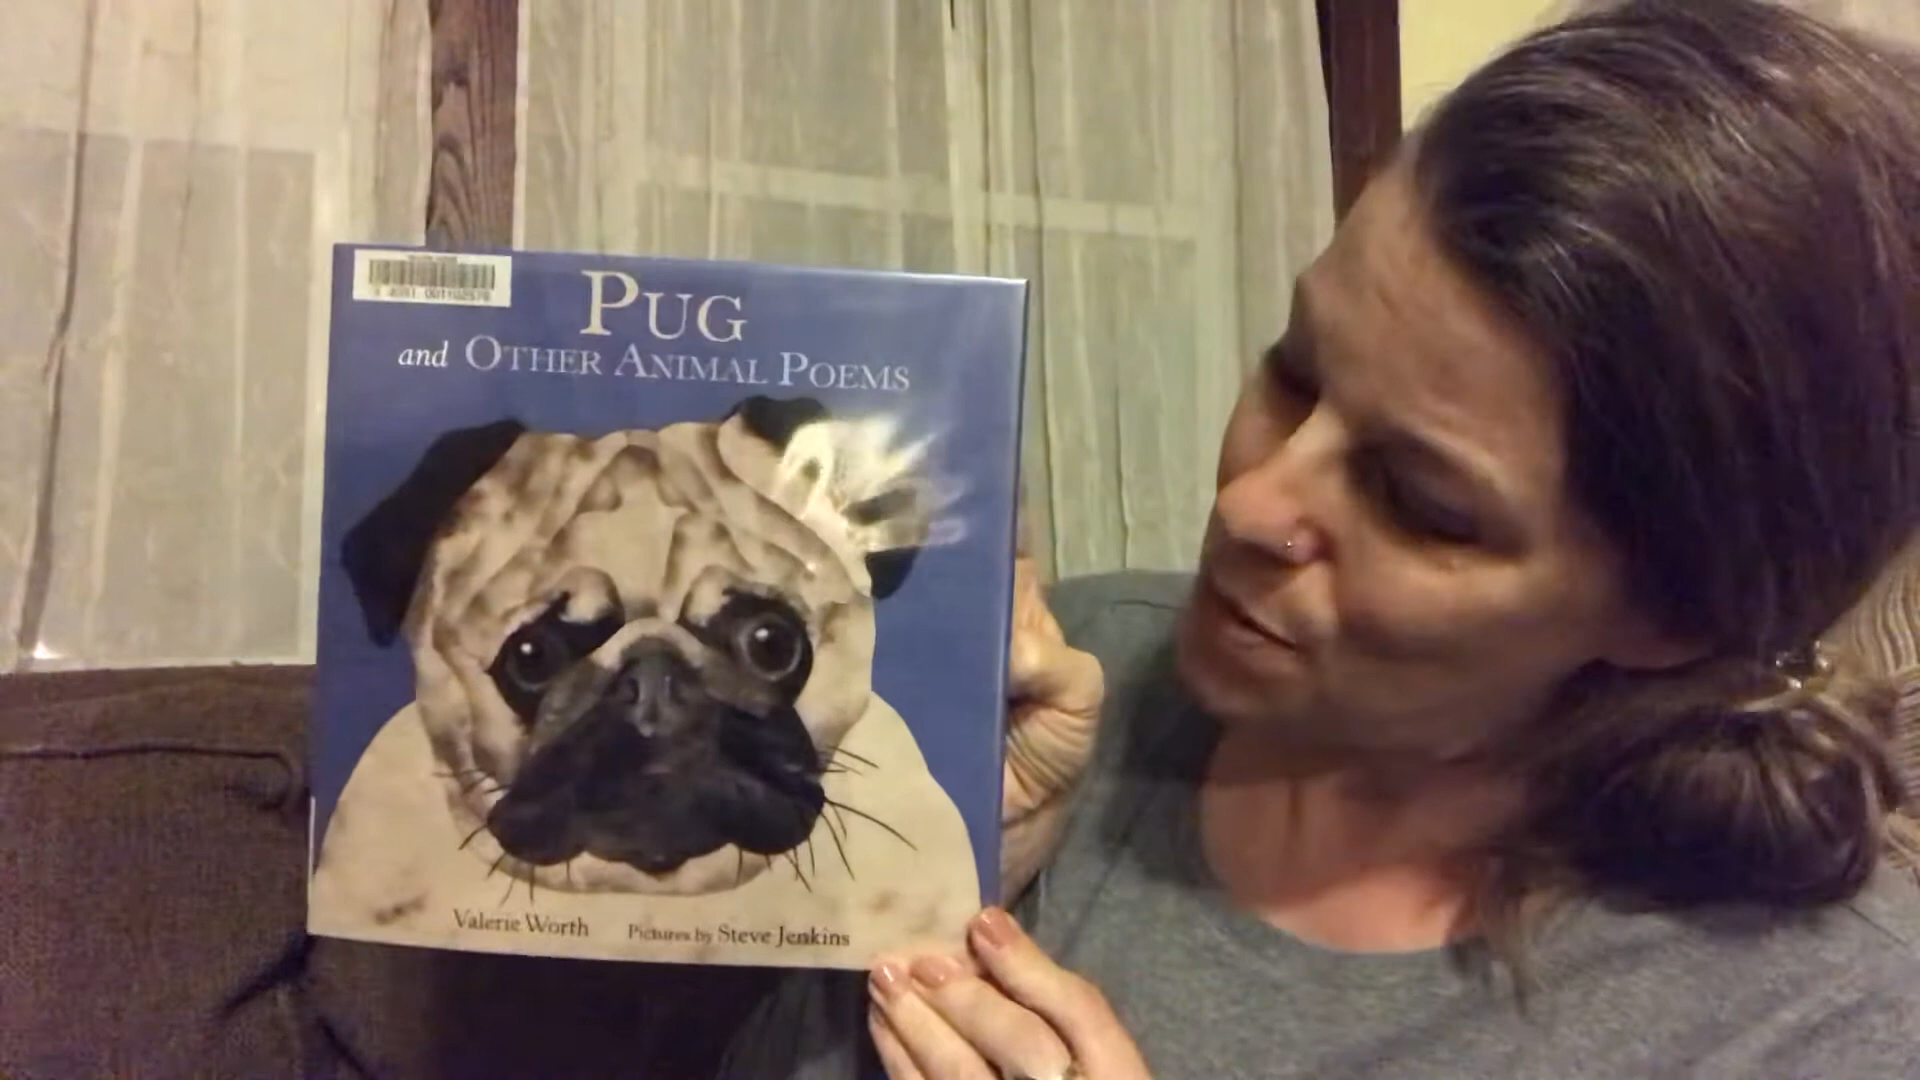 PUG
and OTHER ANIMAL POEMS
Valerie Worth Pictures by Steve Jenkins